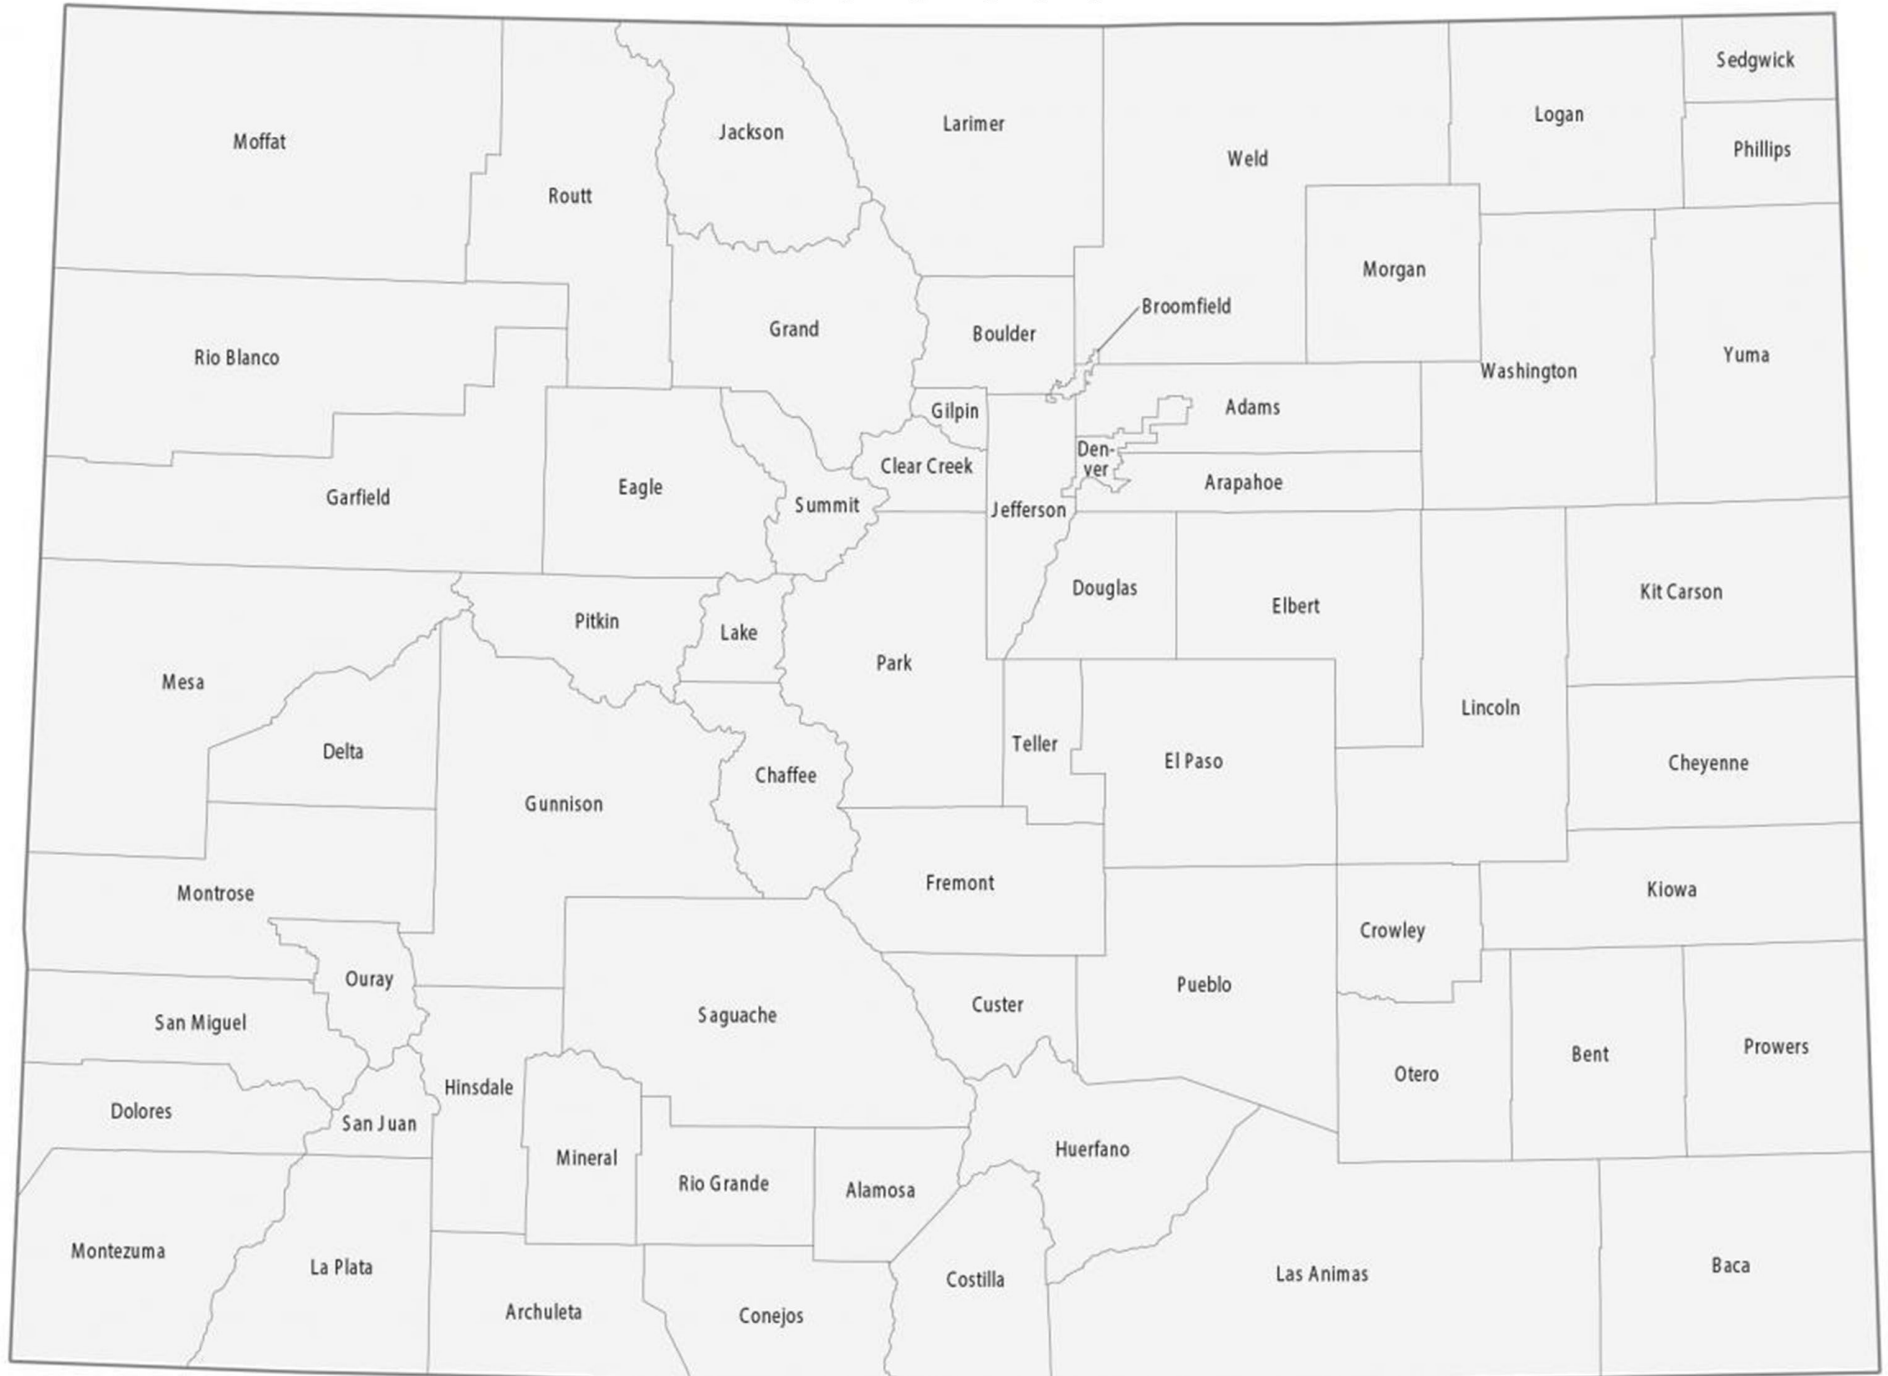 Sedgwick
Logan
Larimer
Jackson
Moffat
Phillips
Weld
Routt
Morgan
Broomfield
Grand
Boulder
Yuma
Rio Blanco
Washington
Adams
Gilpin
Den-
ver
Clear Creek
Arapahoe
Eagle
Garfield
Summit
Jefferson
Douglas
Kit Carson
Elbert
Pitkin
Lake
Park
Mesa
Lincoln
Teller
Delta
El Paso
Cheyenne
Chaffee
Gunnison
Fremont
Kiowa
Montrose
Crowley
Ouray
Pueblo
Custer
Saguache
San Miguel
Prowers
Bent
Otero
Hinsdale
Dolores
San Juan
Huerfano
Mineral
Rio Grande
Alamosa
Montezuma
La Plata
Baca
Las Animas
Costilla
Archuleta
Conejos